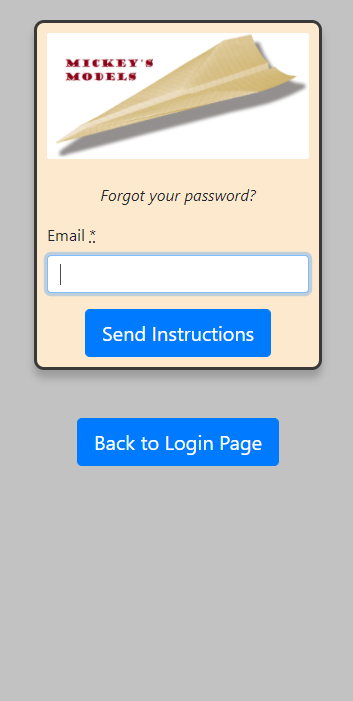 MICKEY'S
MODELS
Forgot your password?
Email *
Send Instructions
Back to Login Page